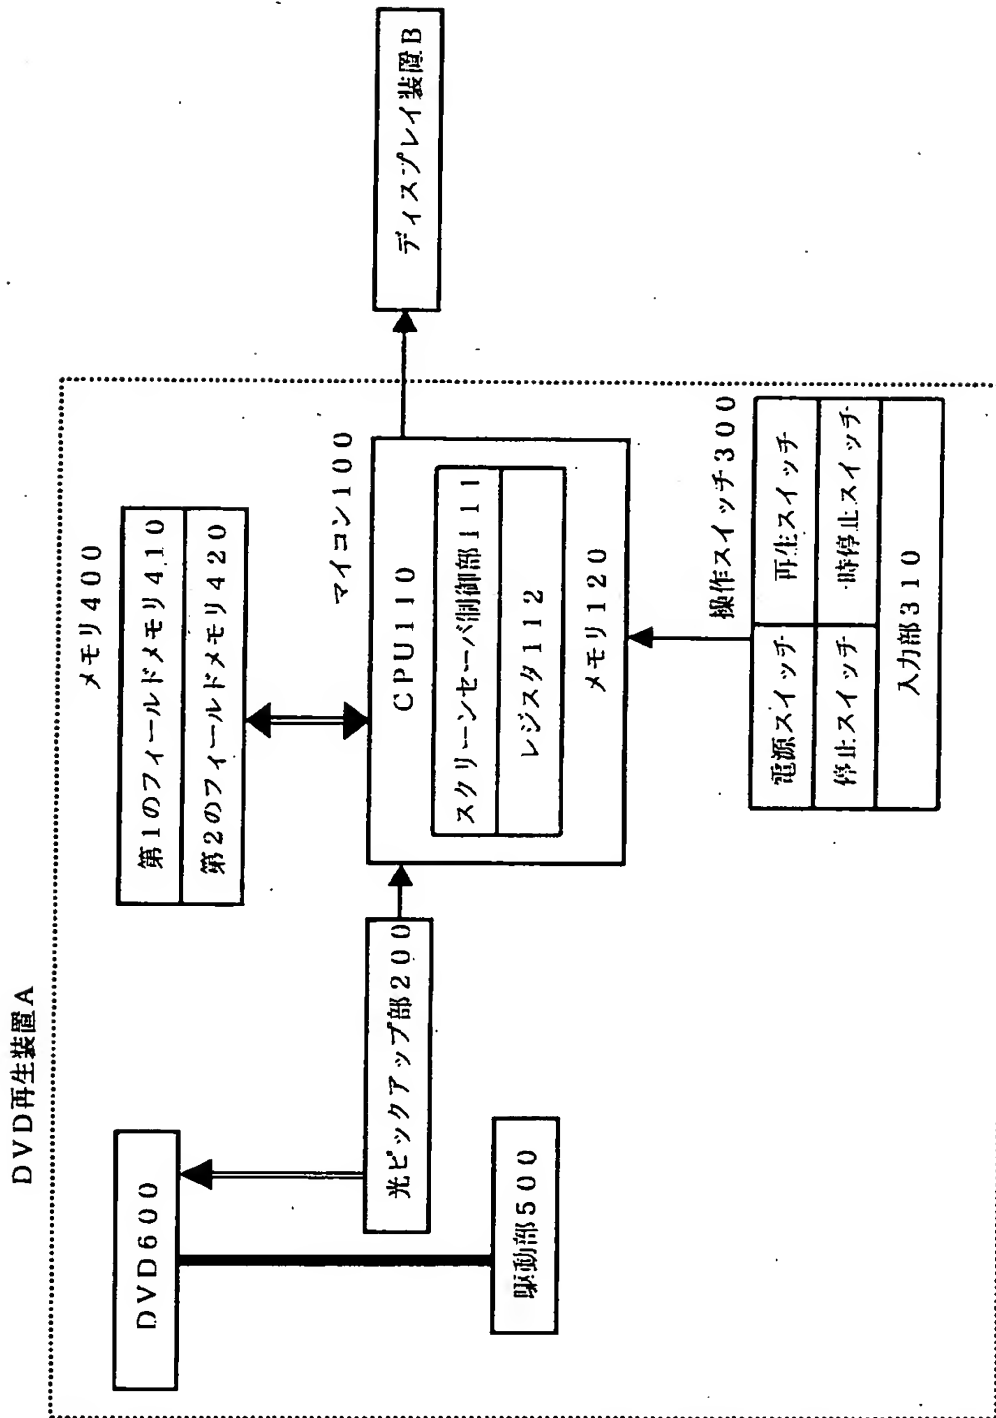 DVD再生装置A
DVD600
駆動部500
光ピックアップ部200
メモリ400
第1のフィールドメモリ410
第2のフィールドメモリ420
マイコン100
CPU110
スクリーンセーバ制御部111
レジスタ112
メモリ120
操作スイッチ300
電源スイッチ
再生スイッチ
停止スイッチ
一時停止スイッチ
入力部310
ディスプレイ装置B